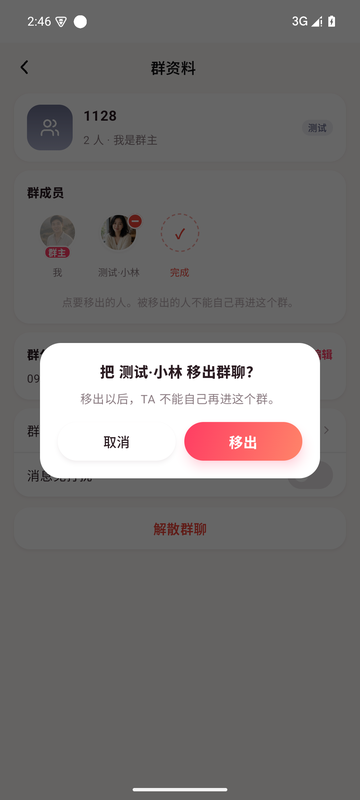 2:46
3G
群资料
1128
2 人 · 我是群主
测试
群成员
群主
我
测试·小林
完成
点要移出的人。被移出的人不能自己再进这个群。
群
辑
09
把 测试·小林 移出群聊？
移出以后，TA 不能自己再进这个群。
取消
移出
群
消息免打扰
解散群聊